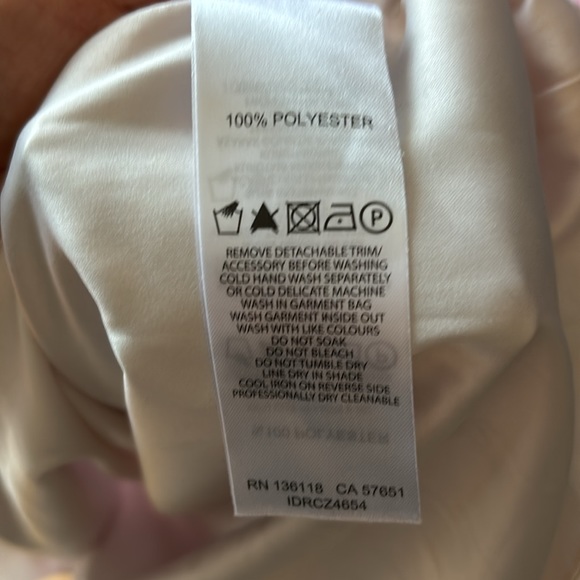 100% POLYESTER
P
REMOVE DETACHABLE TRIM/
ACCESSORY BEFORE WASHING
COLD HAND WASH SEPARATELY
OR COLD DELICATE MACHINE
WASH IN GARMENT BAG
WASH GARMENT INSIDE OUT
WASH WITH LIKE COLOURS
DO NOT SOAK
DO NOT BLEACH
DO NOT TUMBLE DRY
LINE DRY IN SHADE
COOL IRON ON REVERSE SIDE
PROFESSIONALLY DRY CLEANABLE
RN 136118 CA 57651
IDRCZ4654